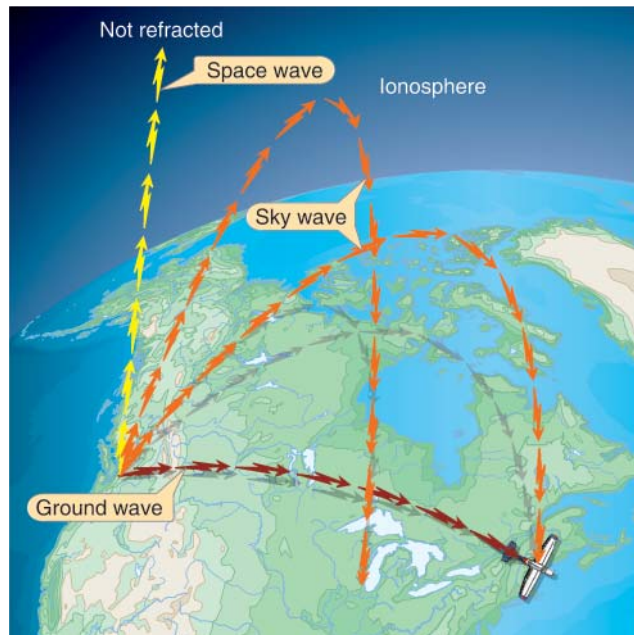 Not refracted
Space wave
Ionosphere
Sky wave
Ground wave